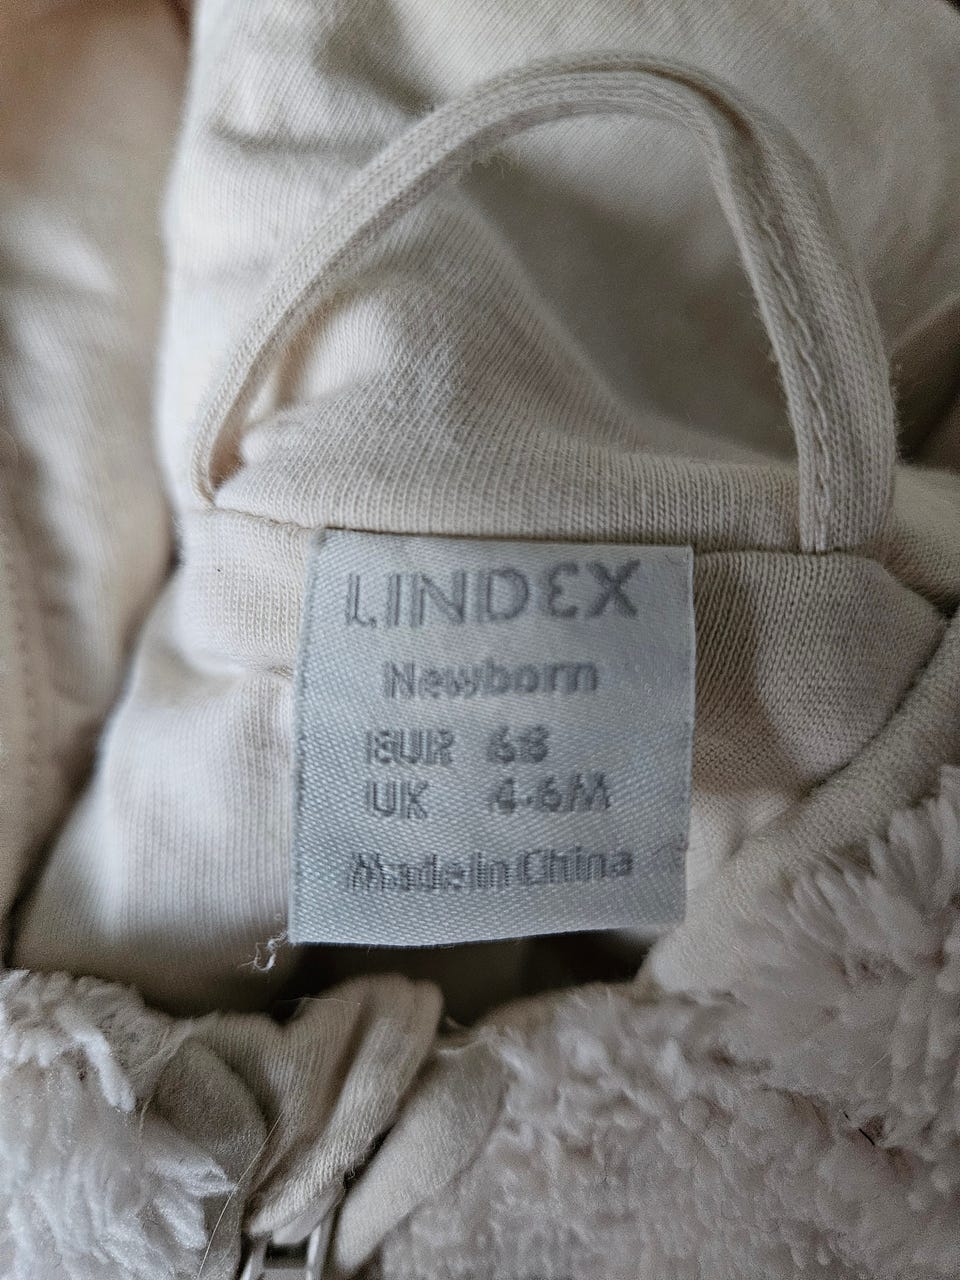 LINDEX
Newborn
EUR 68
UK 4-6M
Made in China